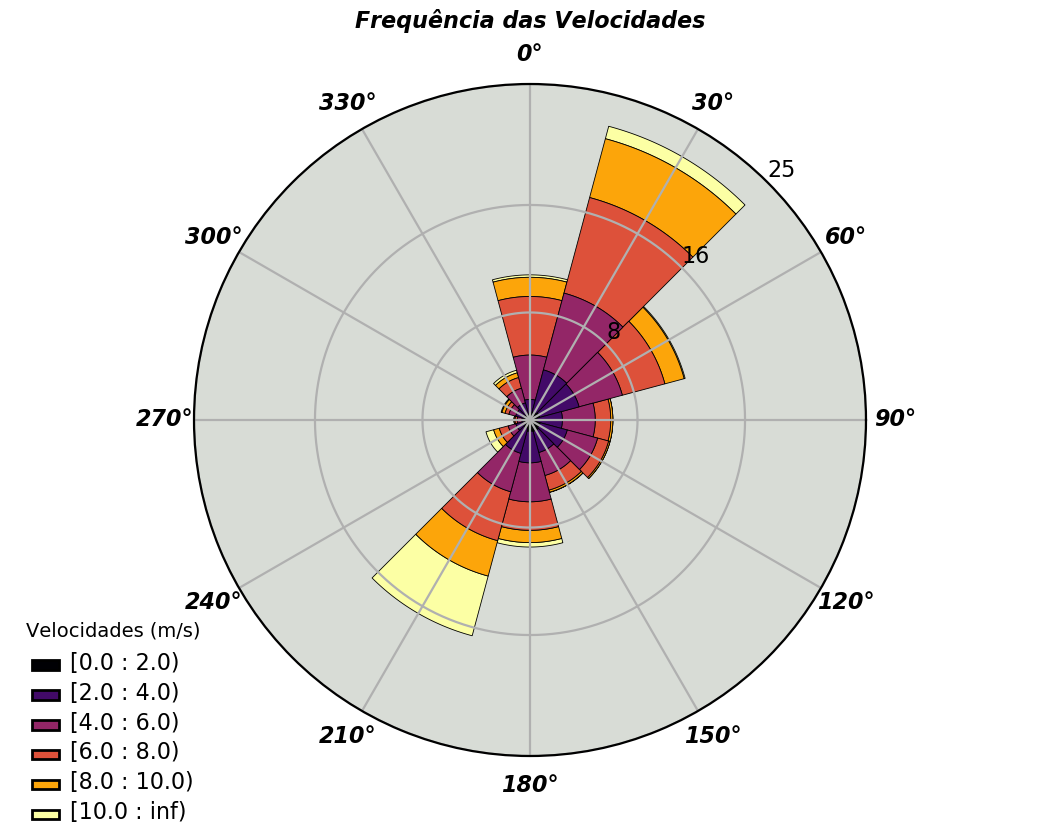 Frequência das Velocidades
0°
330°
30°
25
300°
60°
16
8
270°
90°
240°
120°
210°
150°
180°
Velocidades (m/s)
[0.0 : 2.0)
[2.0 : 4.0)
[4.0 : 6.0)
[6.0 : 8.0)
[8.0 : 10.0)
[10.0 : inf)